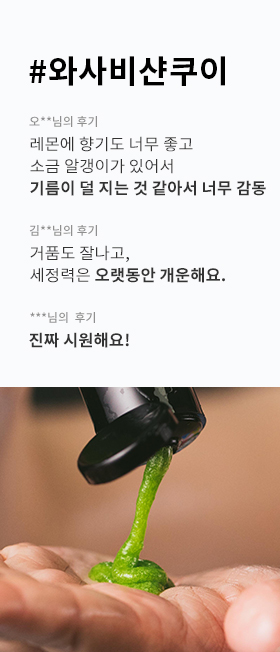 #와사비샨쿠이
오**님의 후기
레몬에 향기도 너무 좋고
소금 알갱이가 있어서
기름이 덜 지는 것 같아서 너무 감동
김**님의 후기
거품도 잘나고,
세정력은 오랫동안 개운해요.
***님의 후기
진짜 시원해요!